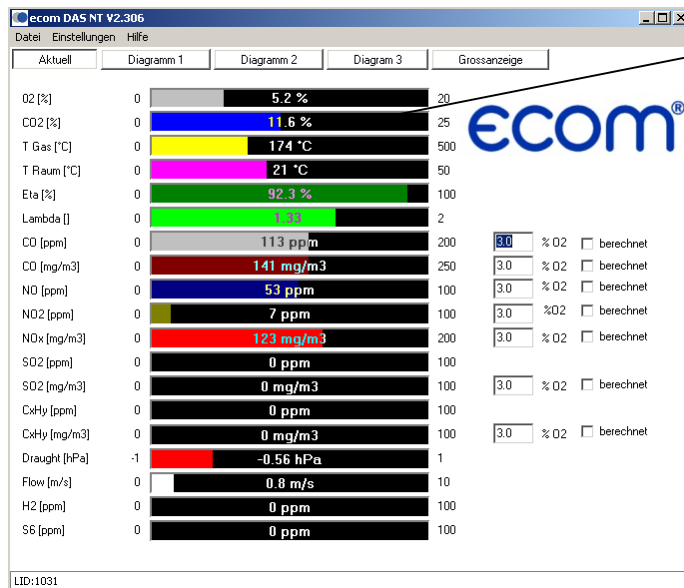 ecom DAS NT V2.306
Datei Einstellungen Hilfe
Aktuell Diagramm 1 Diagramm 2 Diagram 3 Grossanzeige
ecom®
O2 [%] 0 5.2 % 20
CO2 [%] 0 11.6 % 25
T Gas [°C] 0 174 °C 500
T Raum [°C] 0 21 °C 50
Eta [%] 0 92.3 % 100
Lambda [] 0 1.33 2
CO [ppm] 0 113 ppm 200 3.0 % O2 berechnet
CO [mg/m3] 0 141 mg/m3 250 3.0 % O2 berechnet
NO [ppm] 0 53 ppm 100 3.0 % O2 berechnet
NO2 [ppm] 0 7 ppm 100 3.0 %O2 berechnet
NOx [mg/m3] 0 123 mg/m3 200 3.0 % O2 berechnet
SO2 [ppm] 0 0 ppm 100
SO2 [mg/m3] 0 0 mg/m3 100 3.0 % O2 berechnet
CxHy [ppm] 0 0 ppm 100
CxHy [mg/m3] 0 0 mg/m3 100 3.0 % O2 berechnet
Draught [hPa] -1 -0.56 hPa 1
Flow [m/s] 0 0.8 m/s 10
H2 [ppm] 0 0 ppm 100
S6 [ppm] 0 0 ppm 100
LID:1031